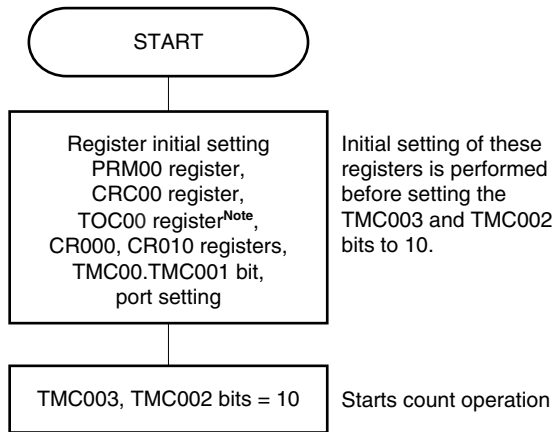 START
Register initial setting
PRM00 register,
CRC00 register,
TOC00 registerNote,
CR000, CR010 registers,
TMC00.TMC001 bit,
port setting
Initial setting of these
registers is performed
before setting the
TMC003 and TMC002
bits to 10.
TMC003, TMC002 bits = 10
Starts count operation